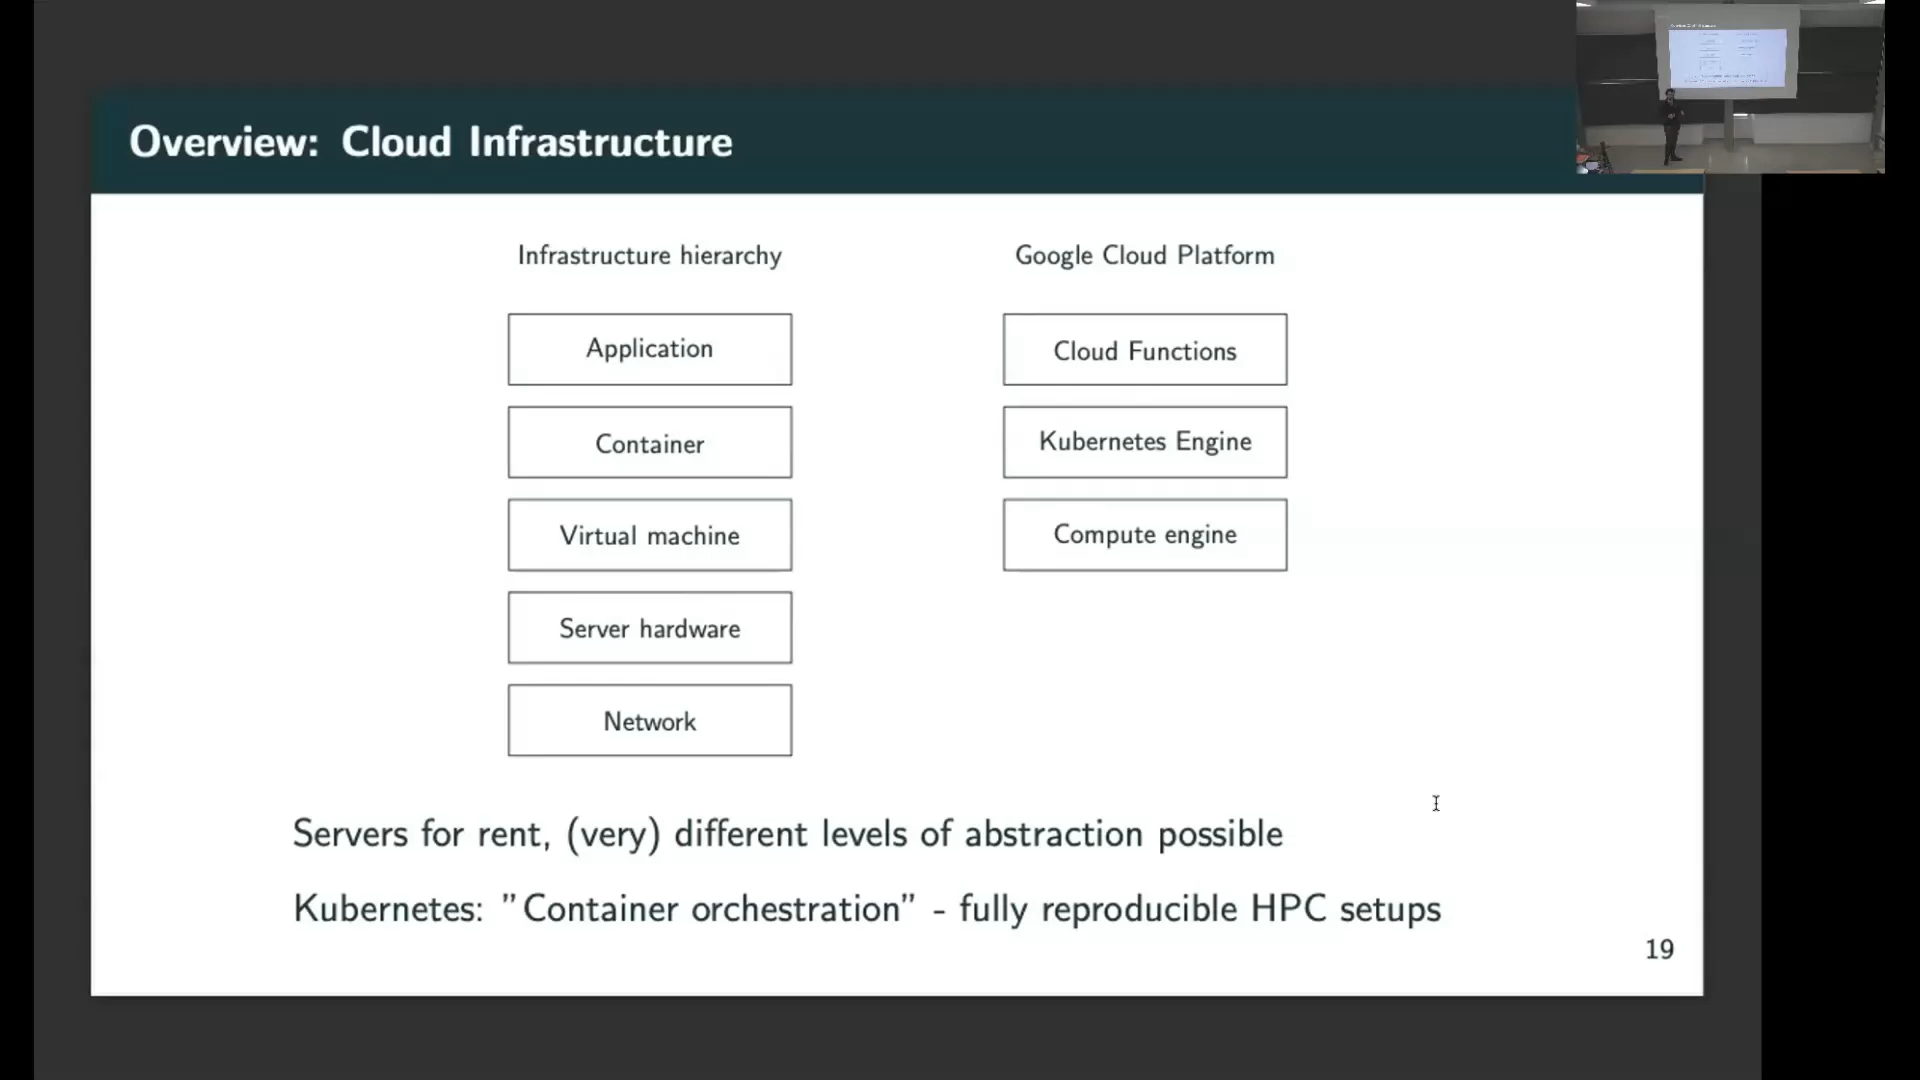 Overview: Cloud Infrastructure
Infrastructure hierarchy
Google Cloud Platform
Application
Cloud Functions
Container
Kubernetes Engine
Virtual machine
Compute engine
Server hardware
Network
Servers for rent, (very) different levels of abstraction possible
Kubernetes: "Container orchestration" - fully reproducible HPC setups
19